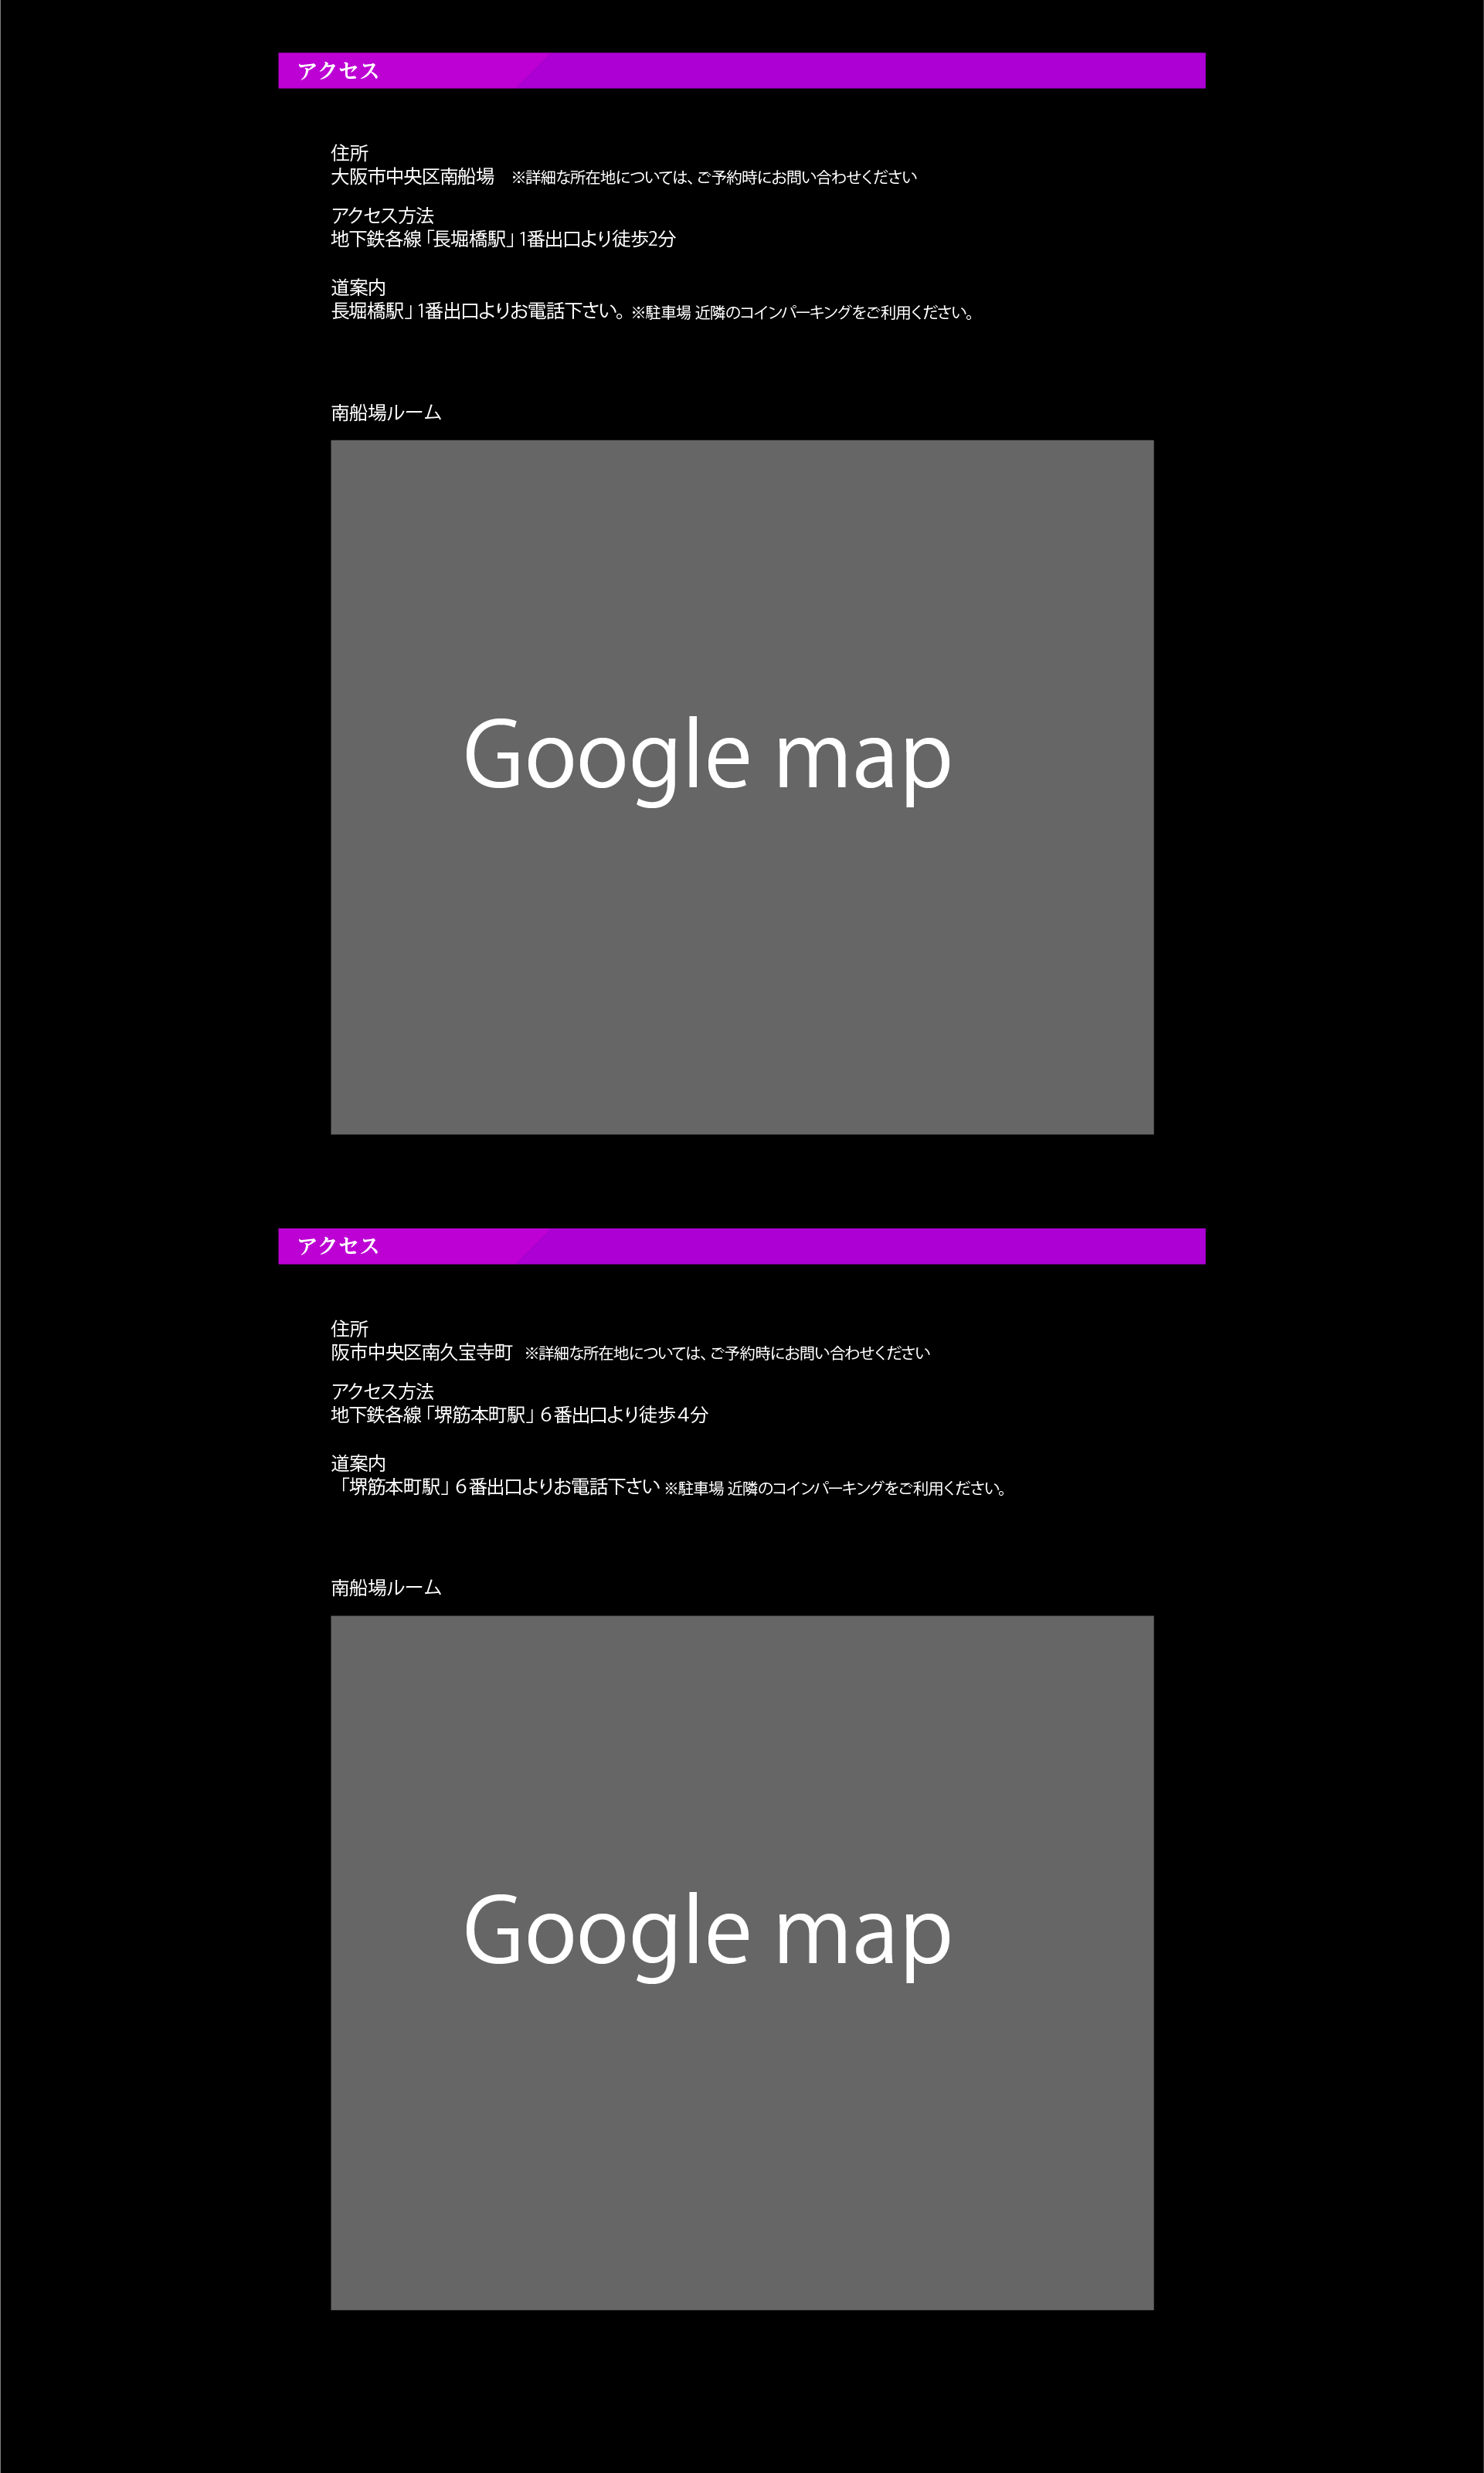 アクセス
住所
大阪市中央区南船場　※詳細な所在地については、ご予約時にお問い合わせください
アクセス方法
地下鉄各線「長堀橋駅」1番出口より徒歩2分
道案内
長堀橋駅」1番出口よりお電話下さい。 ※駐車場 近隣のコインパーキングをご利用ください。
南船場ルーム
Google map
アクセス
住所
阪市中央区南久宝寺町　※詳細な所在地については、ご予約時にお問い合わせください
アクセス方法
地下鉄各線「堺筋本町駅」６番出口より徒歩４分
道案内
「堺筋本町駅」６番出口よりお電話下さい ※駐車場 近隣のコインパーキングをご利用ください。
南船場ルーム
Google map